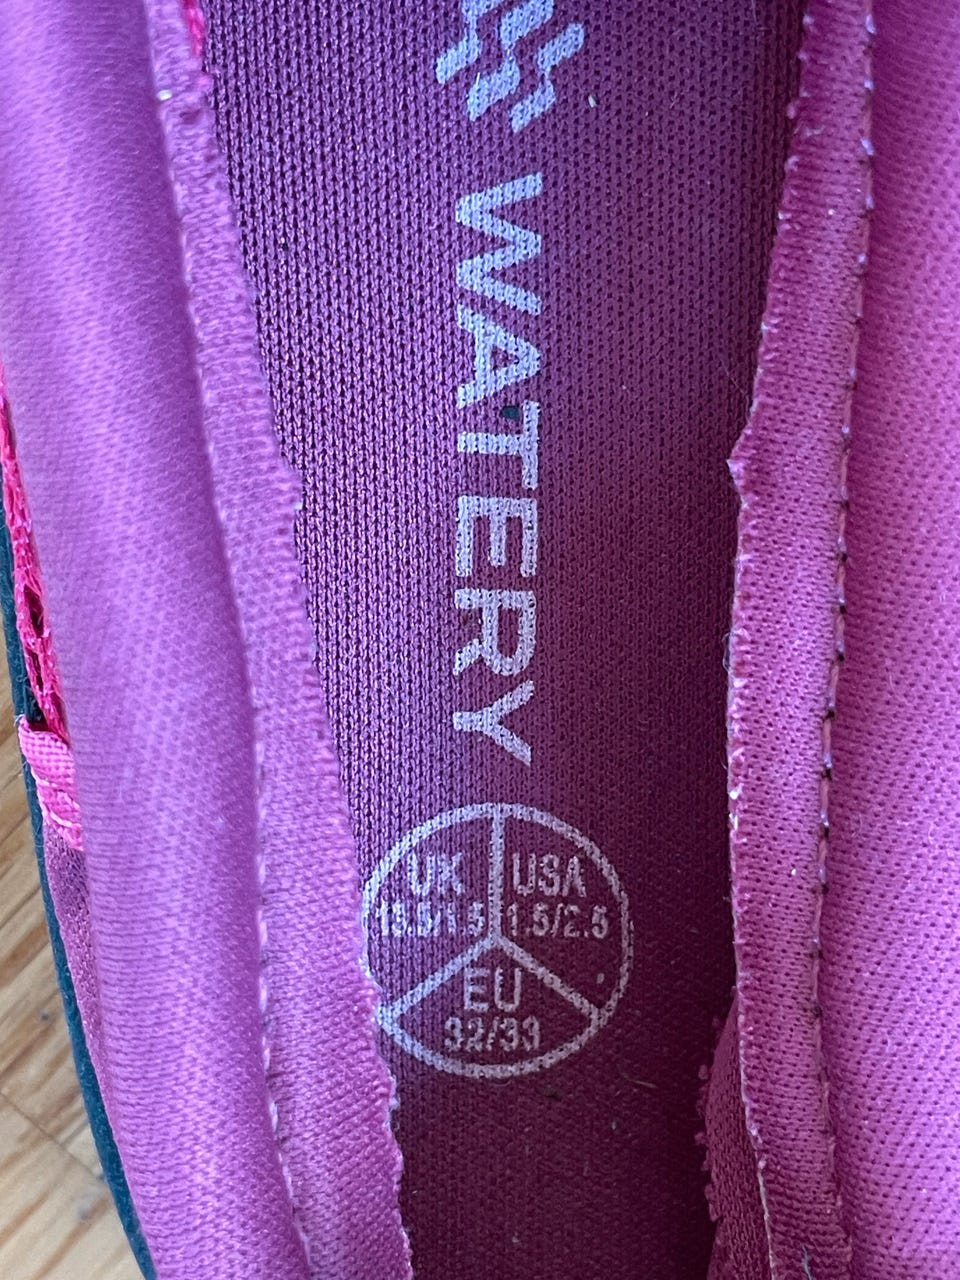 WATERY
UK
13.5/1.5
USA
1.5/2.5
EU
32/33